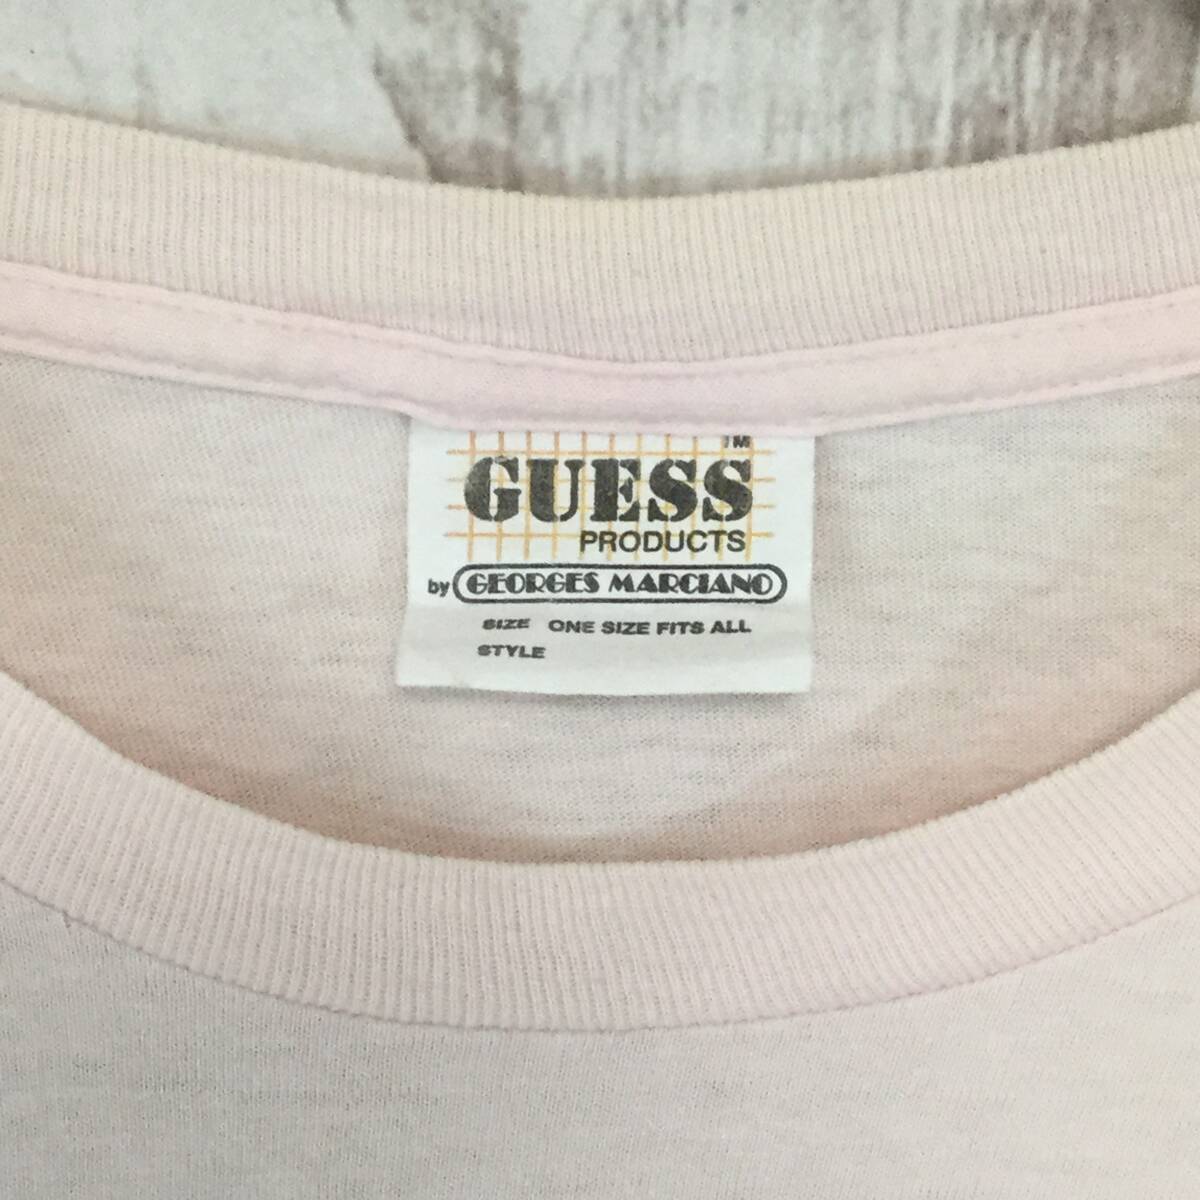 TM
GUESS
PRODUCTS
by GEORGES MARCIANO
SIZE ONE SIZE FITS ALL
STYLE